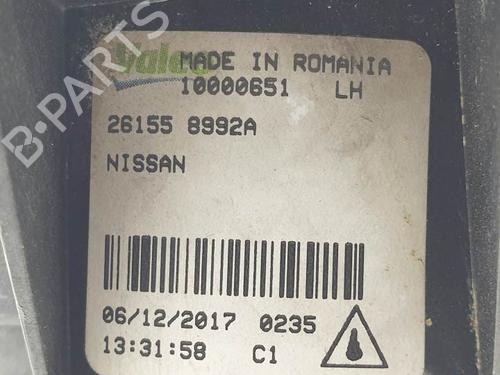 B-PARTS
Valeo
MADE IN ROMANIA
10000651 LH
26155 8992A
NISSAN
06/12/2017 0235
13:31:58 C1